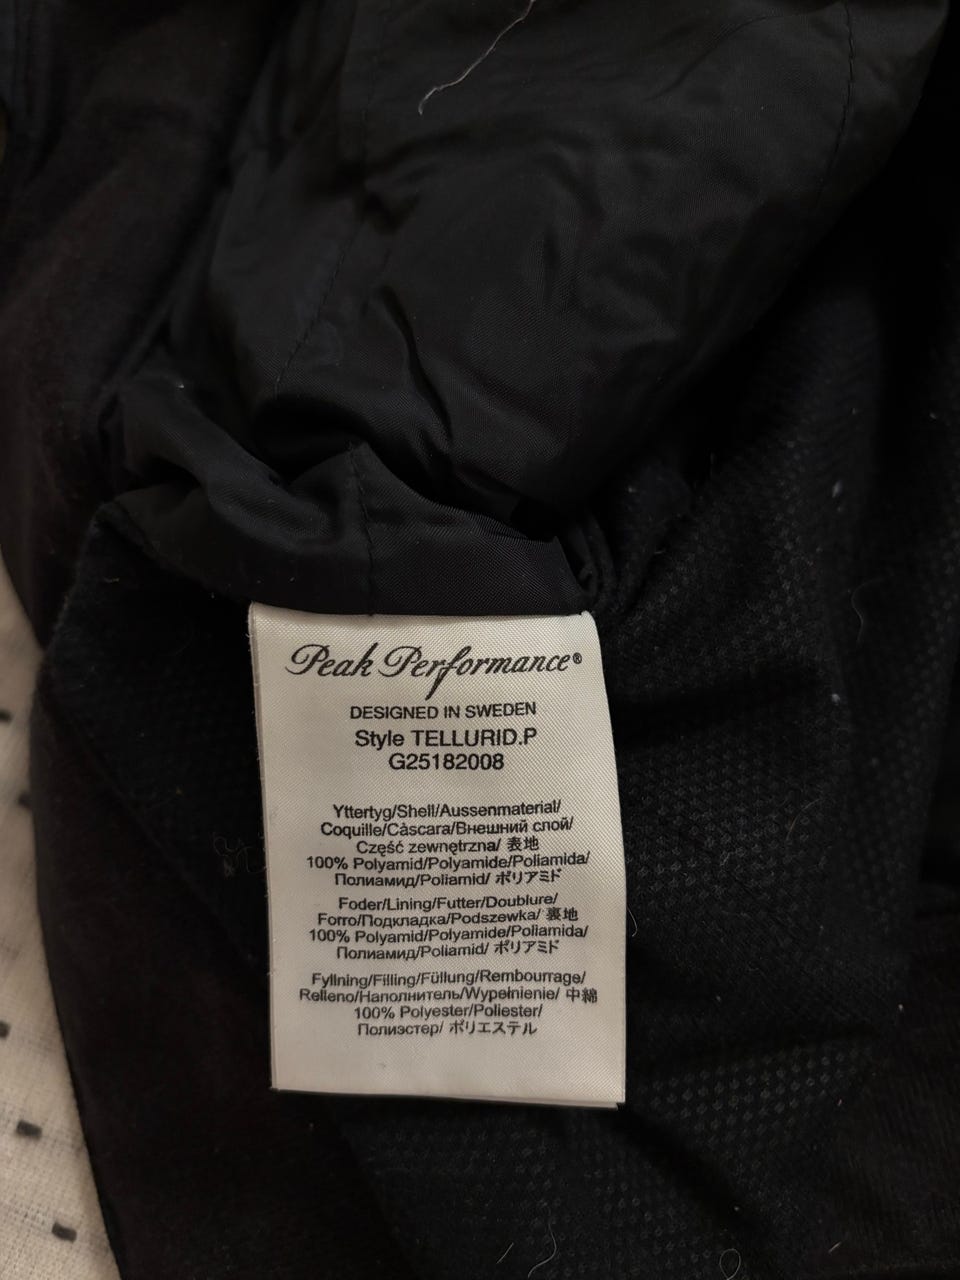 Peak Performance®
DESIGNED IN SWEDEN
Style TELLURID.P
G25182008
Yttertyg/Shell/Aussenmaterial/
Coquille/Càscara/Внешний слой/
Część zewnętrzna/ 表地
100% Polyamid/Polyamide/Poliamida/
Полиамид/Poliamid/ ポリアミド
Foder/Lining/Futter/Doublure/
Forro/Подкладка/Podszewka/ 裏地
100% Polyamid/Polyamide/Poliamida/
Полиамид/Poliamid/ ポリアミド
Fyllning/Filling/Füllung/Rembourrage/
Relleno/Наполнитель/Wypełnienie/ 中綿
100% Polyester/Poliester/
Полиэстер/ ポリエステル